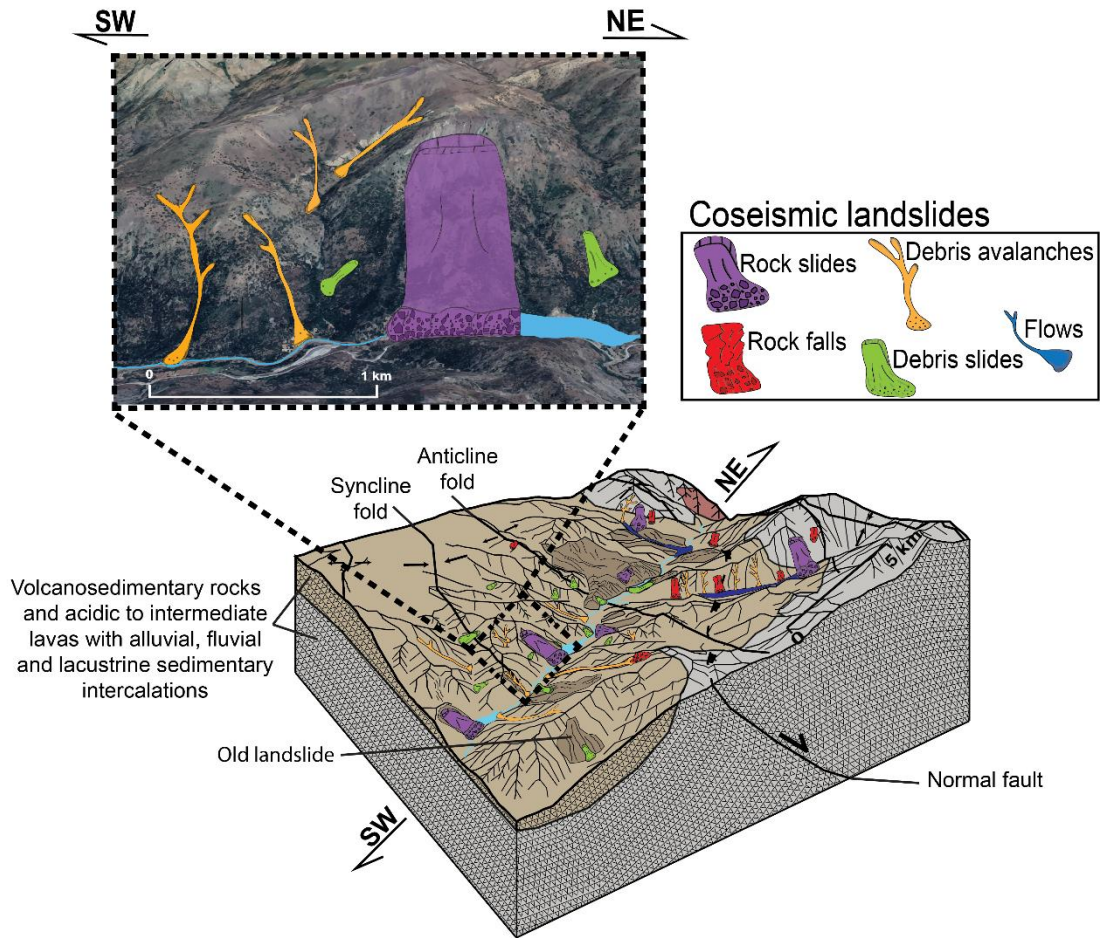 SW
NE
0
1 km
Coseismic landslides
Rock slides
Debris avalanches
Rock falls
Debris slides
Flows
Anticline
fold
Syncline
fold
NE
5 km
0
Volcanosedimentary rocks
and acidic to intermediate
lavas with alluvial, fluvial
and lacustrine sedimentary
intercalations
Old landslide
Normal fault
SW